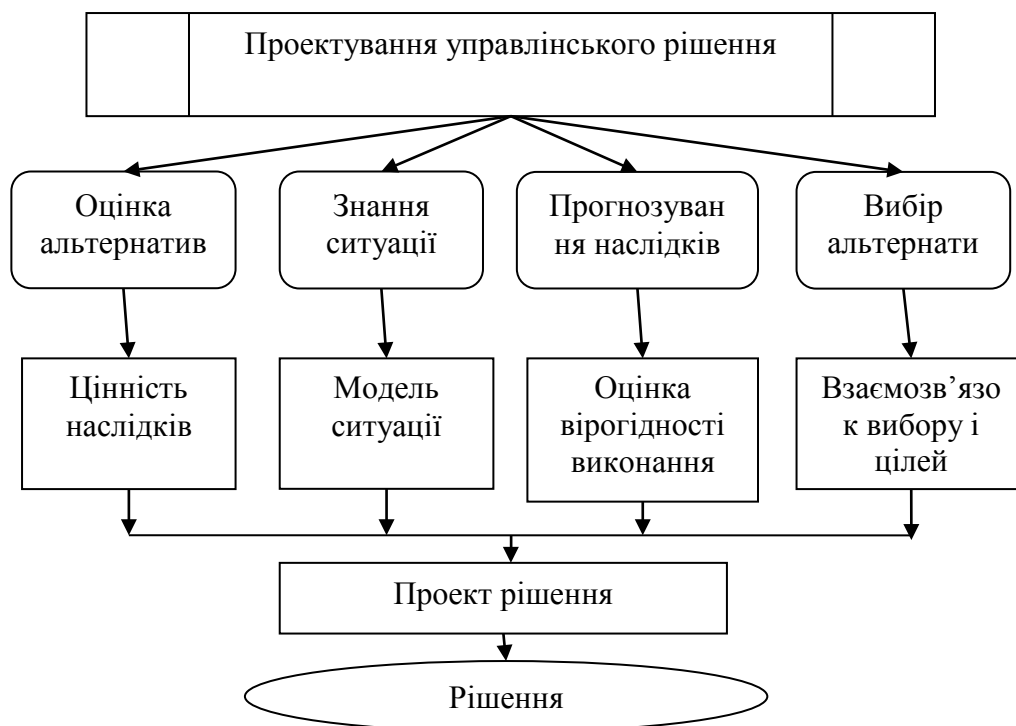 Проектування управлінського рішення
Оцінка
альтернатив
Знання
ситуації
Прогнозуван
ня наслідків
Вибір
альтернати
Цінність
наслідків
Модель
ситуації
Оцінка
вірогідності
виконання
Взаємозв’язо
к вибору і
цілей
Проект рішення
Рішення